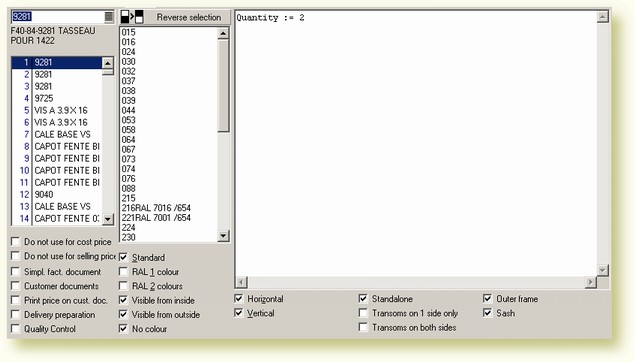 9281
Reverse selection
F40-84-9281 TASSEAU
POUR 1422
1 9281
2 9281
3 9281
4 9725
5 VIS A 3.9 X 16
6 VIS A 3.9 X 16
7 CALE BASE VS
8 CAPOT FENTE BI
9 CAPOT FENTE BI
10 CAPOT FENTE BI
11 CAPOT FENTE BI
12 9040
13 CALE BASE VS
14 CAPOT FENTE 0
015
016
024
030
032
037
038
039
044
053
058
064
067
073
074
076
088
215
216RAL 7016 /654
221RAL 7001 /654
224
230
Quantity := 2
Do not use for cost price
Do not use for selling price
Simpl. fact. document
Customer documents
Print price on cust. doc.
Delivery preparation
Quality Control
Standard
RAL 1 colour
RAL 2 colours
Visible from inside
Visible from outside
No colour
Horizontal
Vertical
Standalone
Transoms on 1 side only
Transoms on both sides
Outer frame
Sash